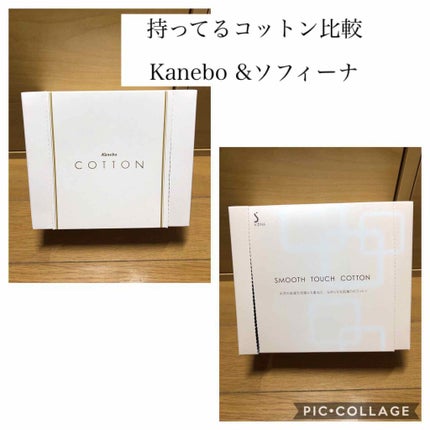 持ってるコットン比較
Kanebo &ソフィーナ
Kanebo
COTTON
S
SMOOTH TOUCH COTTON
PIC•COLLAGE